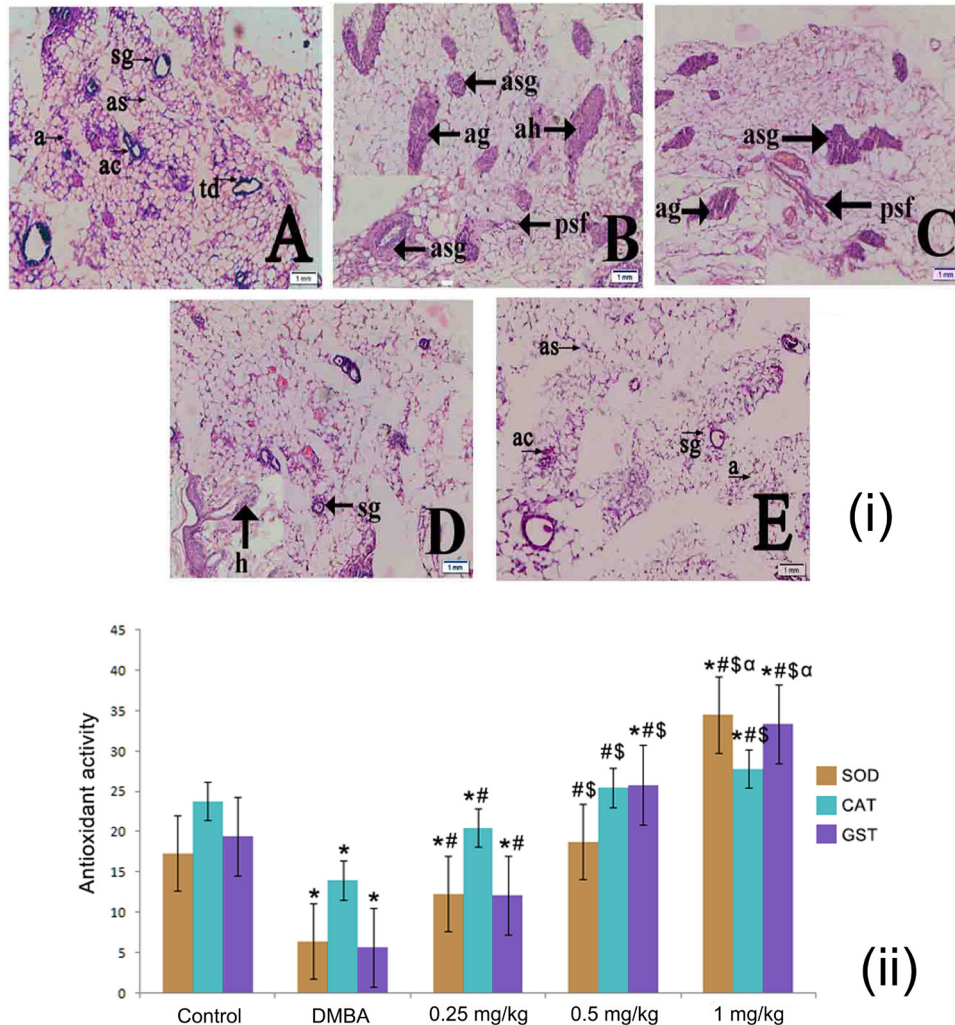 sg
as
a
ac
td
A
1 mm
asg
ag
ah
psf
asg
B
1 mm
asg
ag
psf
C
1 mm
sg
h
D
1 mm
as
ac
sg
a
E
1 mm
(i)
45
40
35
30
25
20
15
10
5
0
Antioxidant activity
* * *
*# *# *#
#$ #$ *#$
*#$α *#$ *#$α
SOD
CAT
GST
Control DMBA 0.25 mg/kg 0.5 mg/kg 1 mg/kg
(ii)